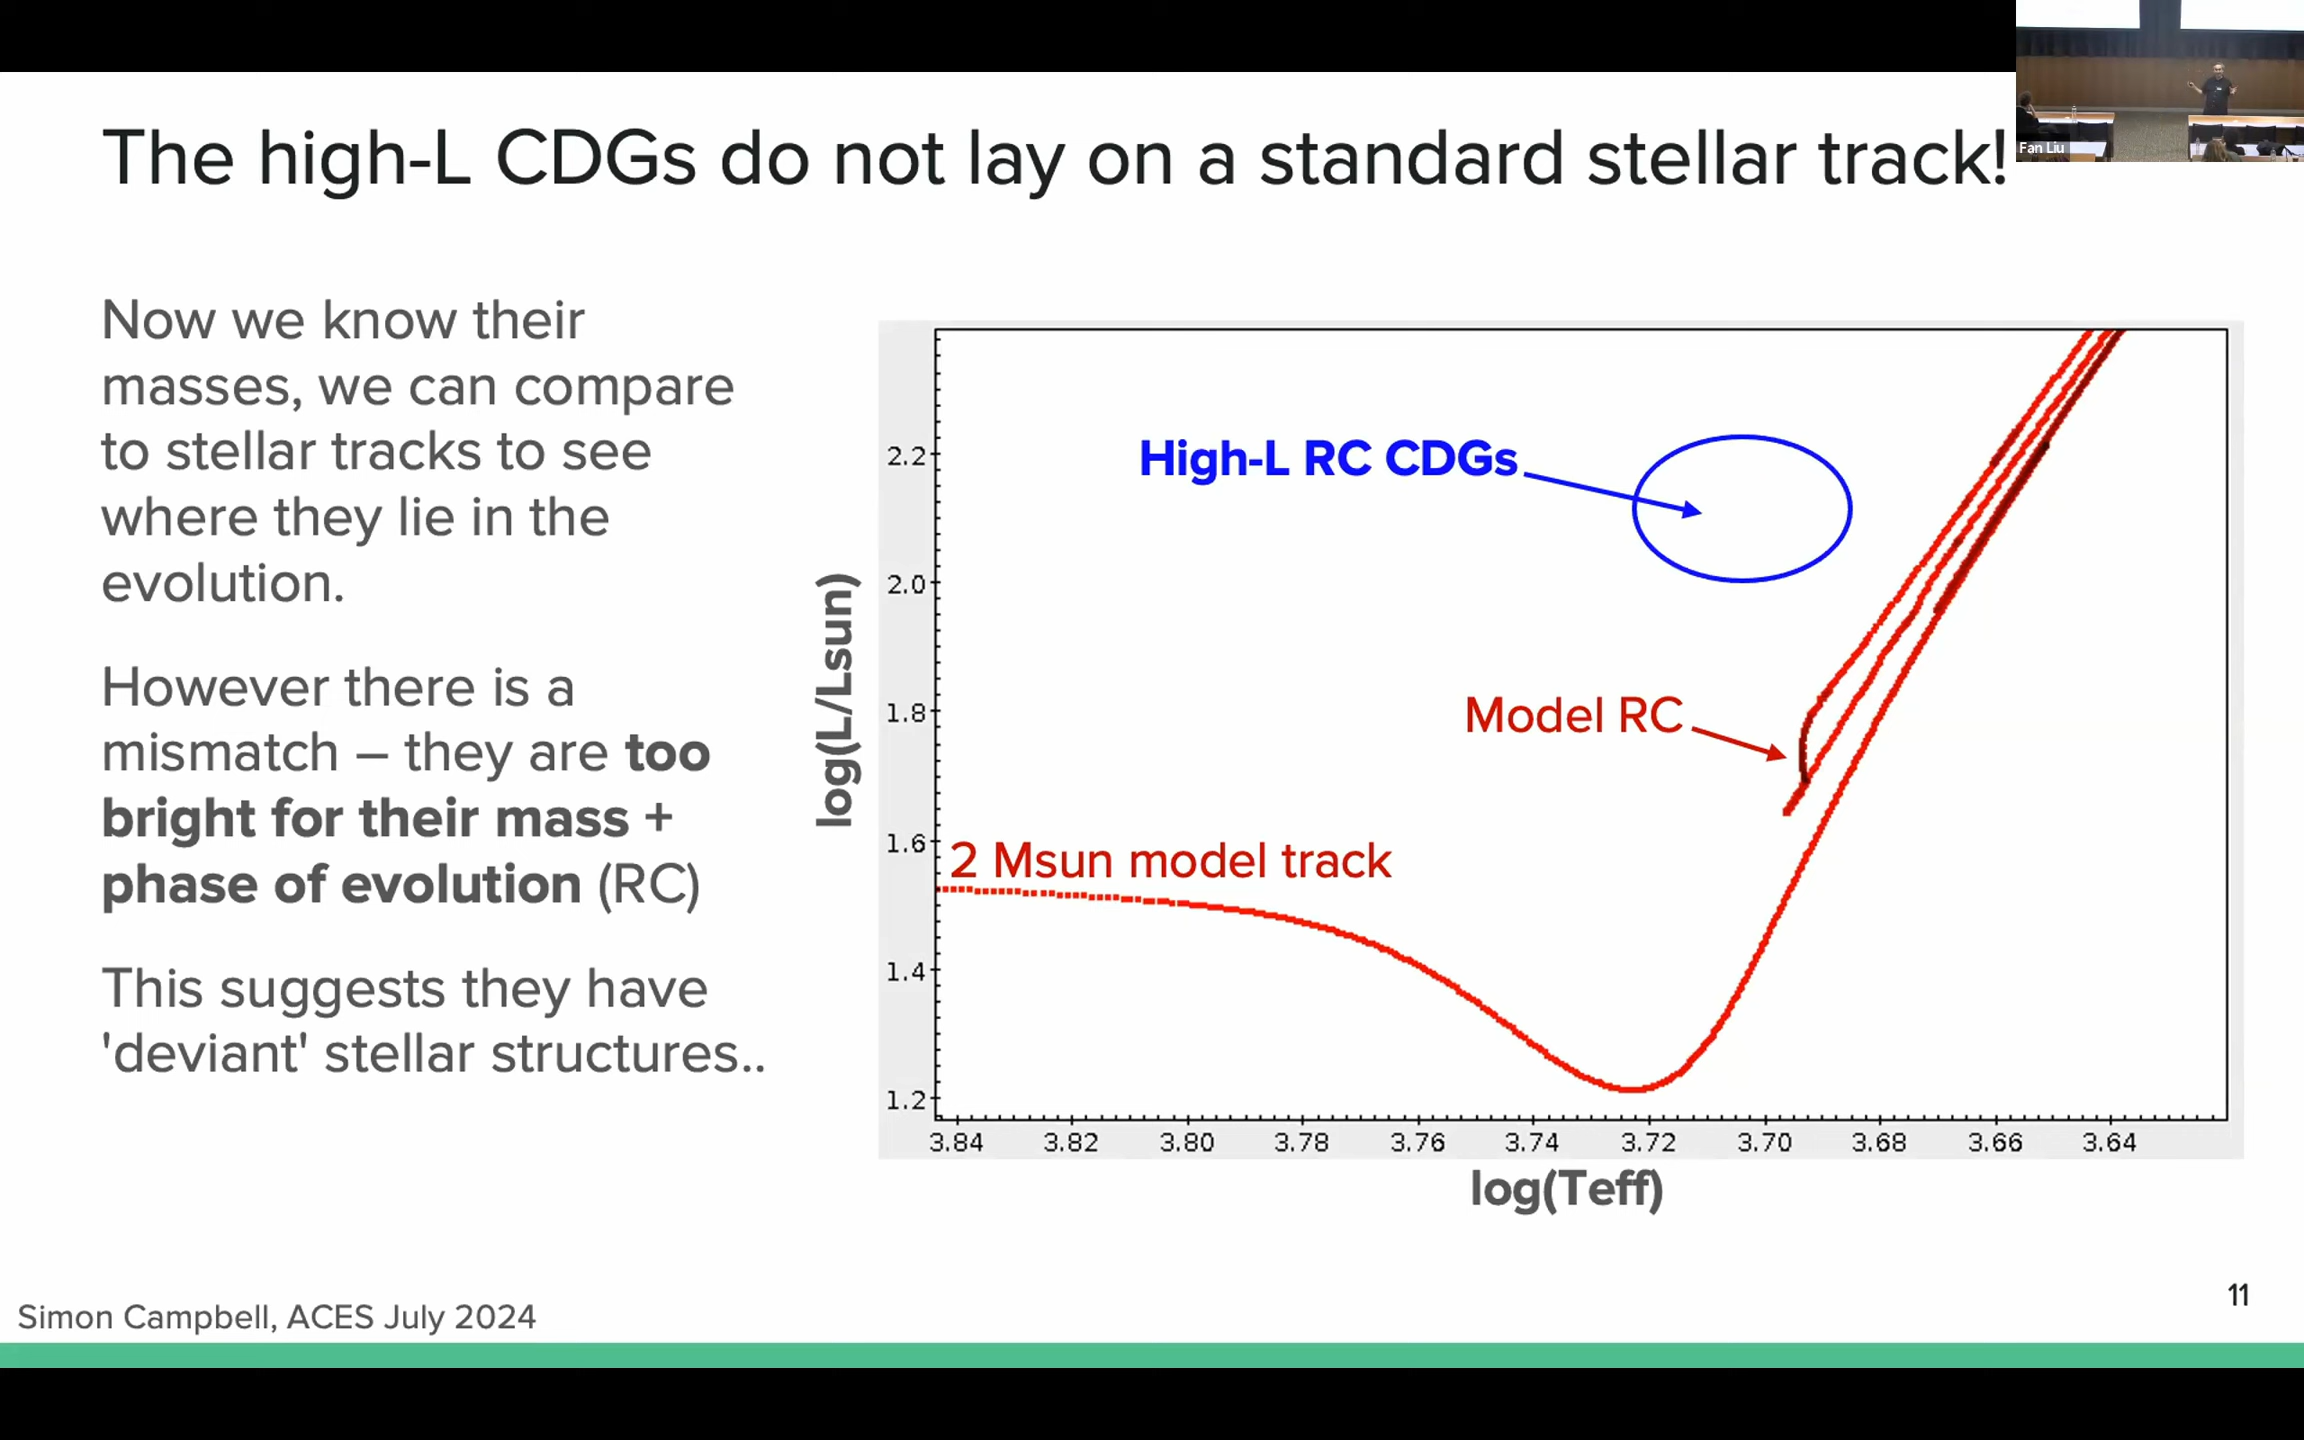 The high-L CDGs do not lay on a standard stellar track!
Fan Liu
Now we know their
masses, we can compare
to stellar tracks to see
where they lie in the
evolution.
However there is a
mismatch – they are too
bright for their mass +
phase of evolution (RC)
This suggests they have
'deviant' stellar structures..
log(L/Lsun)
2.2
2.0
1.8
1.6
1.4
1.2
High-L RC CDGs
Model RC
2 Msun model track
3.84 3.82 3.80 3.78 3.76 3.74 3.72 3.70 3.68 3.66 3.64
log(Teff)
11
Simon Campbell, ACES July 2024